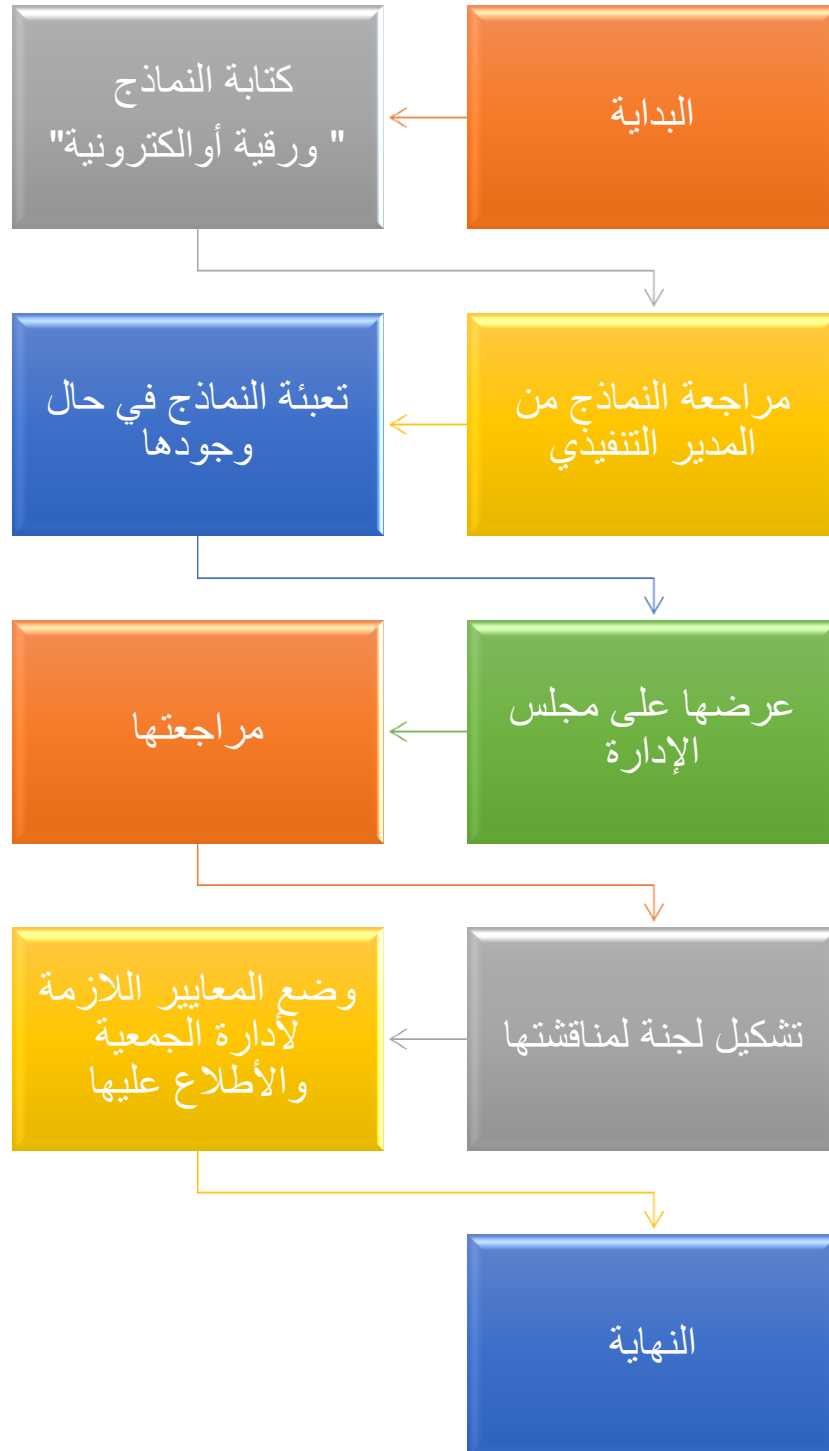 البداية
كتابة النماذج
" ورقية أوالكترونية"
مراجعة النماذج من
المدير التنفيذي
تعبئة النماذج في حال
وجودها
عرضها على مجلس
الإدارة
مراجعتها
تشكيل لجنة لمناقشتها
وضع المعايير اللازمة
لأدارة الجمعية
والأطلاع عليها
النهاية